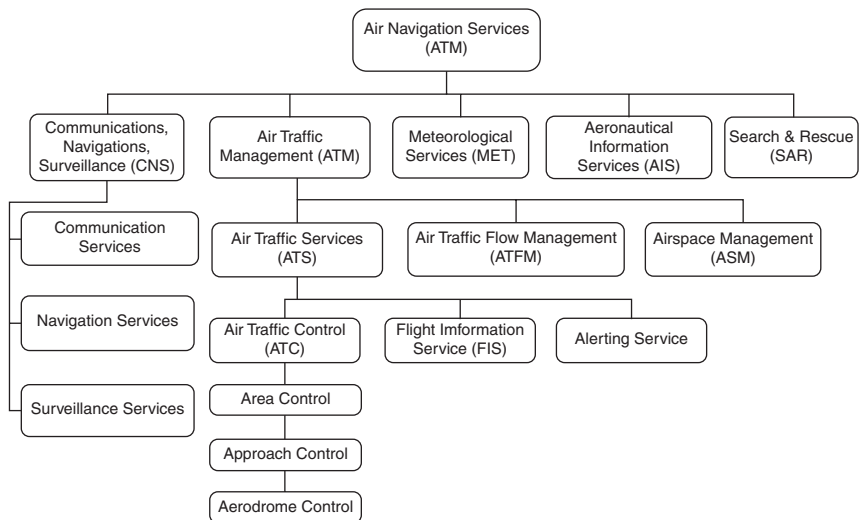 Air Navigation Services
(ATM)
Communications,
Navigations,
Surveillance (CNS)
Air Traffic
Management (ATM)
Meteorological
Services (MET)
Aeronautical
Information
Services (AIS)
Search & Rescue
(SAR)
Communication
Services
Navigation Services
Surveillance Services
Air Traffic Services
(ATS)
Air Traffic Flow Management
(ATFM)
Airspace Management
(ASM)
Air Traffic Control
(ATC)
Flight Imformation
Service (FIS)
Alerting Service
Area Control
Approach Control
Aerodrome Control